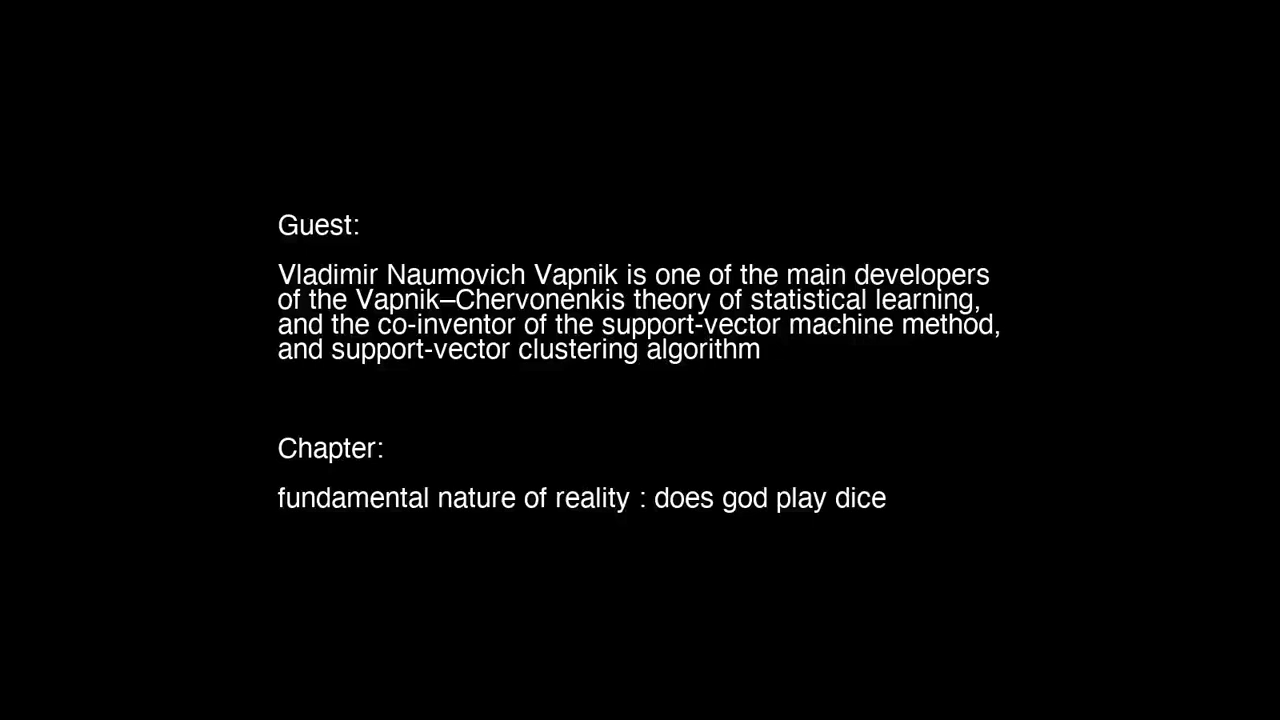 Guest:
Vladimir Naumovich Vapnik is one of the main developers
of the Vapnik–Chervonenkis theory of statistical learning,
and the co-inventor of the support-vector machine method,
and support-vector clustering algorithm
Chapter:
fundamental nature of reality : does god play dice